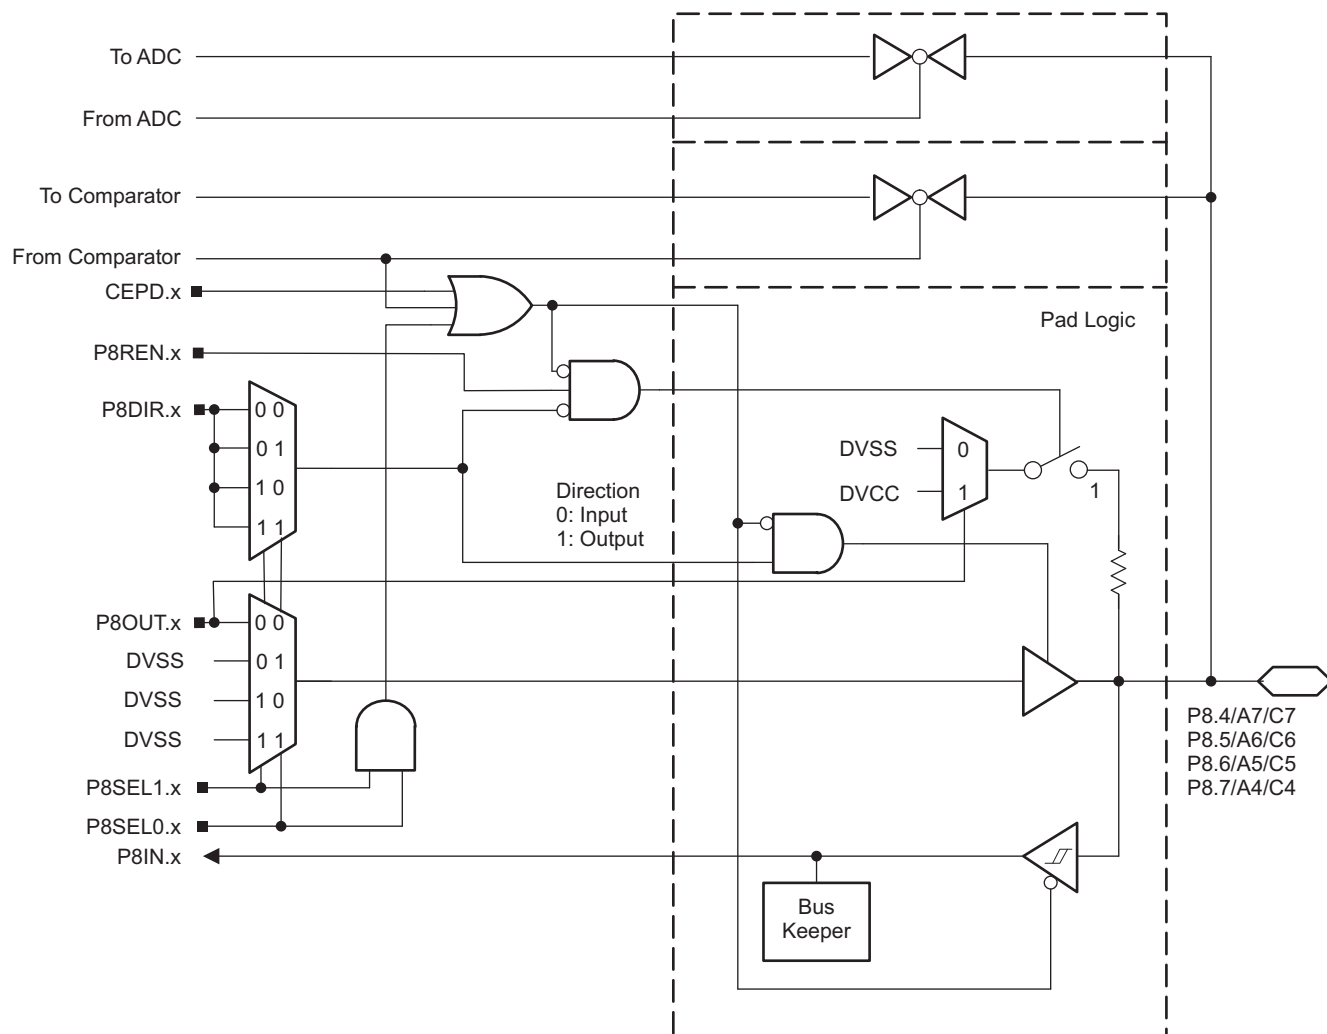 To ADC
From ADC
To Comparator
From Comparator
CEPD.x
Pad Logic
P8REN.x
P8DIR.x
0 0
0 1
1 0
1 1
DVSS
0
DVCC
1
1
Direction
0: Input
1: Output
P8OUT.x
0 0
DVSS
0 1
DVSS
1 0
DVSS
1 1
P8.4/A7/C7
P8.5/A6/C6
P8.6/A5/C5
P8.7/A4/C4
P8SEL1.x
P8SEL0.x
P8IN.x
Bus
Keeper